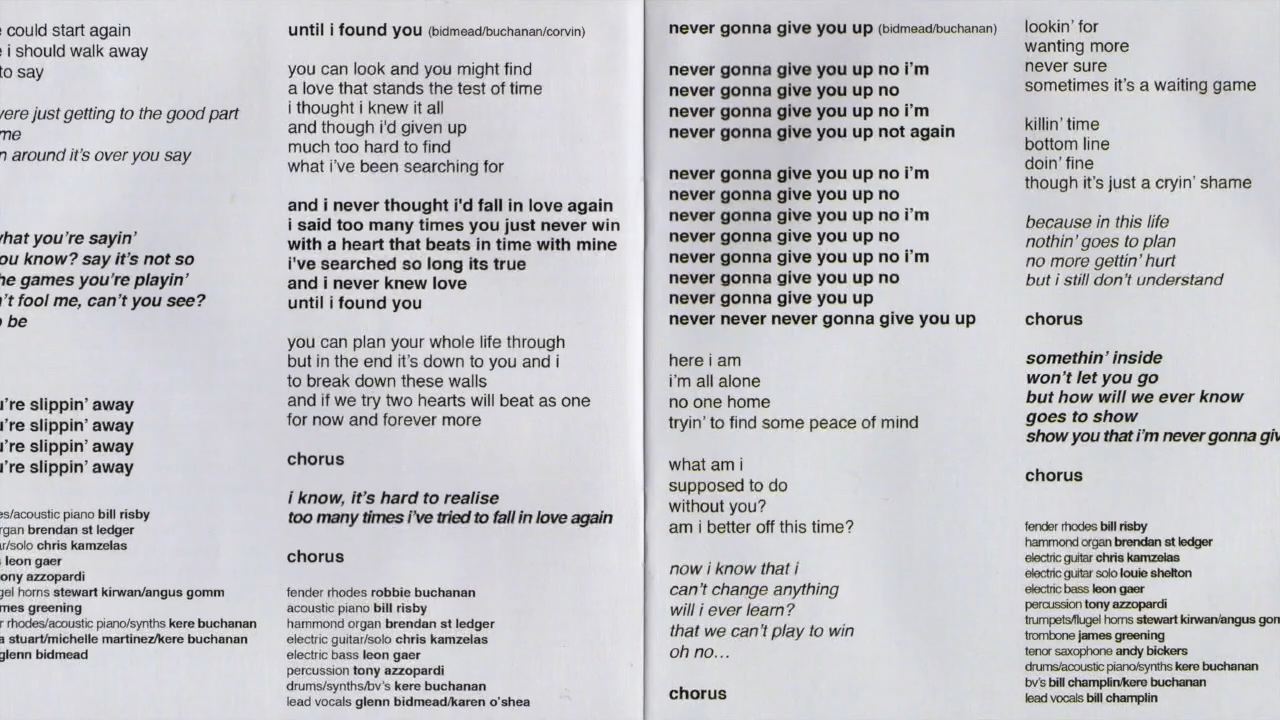 could start again
i should walk away
to say
were just getting to the good part
me
around it's over you say
what you're sayin'
you know? say it's not so
the games you're playin'
fool me, can't you see?
be
you're slippin' away
you're slippin' away
you're slippin' away
you're slippin' away
acoustic piano bill risby
organ brendan st ledger
solo chris kamzelas
leon gaer
tony azzopardi
flugel horns stewart kirwan/angus gomm
james greening
rhodes/acoustic piano/synths kere buchanan
stuart/michelle martinez/kere buchanan
glenn bidmead
until i found you (bidmead/buchanan/corvin)
you can look and you might find
a love that stands the test of time
i thought i knew it all
and though i'd given up
much too hard to find
what i've been searching for
and i never thought i'd fall in love again
i said too many times you just never win
with a heart that beats in time with mine
i've searched so long its true
and i never knew love
until i found you
you can plan your whole life through
but in the end it's down to you and i
to break down these walls
and if we try two hearts will beat as one
for now and forever more
chorus
i know, it's hard to realise
too many times i've tried to fall in love again
chorus
fender rhodes robbie buchanan
acoustic piano bill risby
hammond organ brendan st ledger
electric guitar/solo chris kamzelas
electric bass leon gaer
percussion tony azzopardi
drums/synths/bv's kere buchanan
lead vocals glenn bidmead/karen o'shea
never gonna give you up (bidmead/buchanan)
never gonna give you up no i'm
never gonna give you up no
never gonna give you up no i'm
never gonna give you up not again
never gonna give you up no i'm
never gonna give you up no
never gonna give you up no i'm
never gonna give you up no
never gonna give you up no i'm
never gonna give you up no
never gonna give you up
never never never gonna give you up
here i am
i'm all alone
no one home
tryin' to find some peace of mind
what am i
supposed to do
without you?
am i better off this time?
now i know that i
can't change anything
will i ever learn?
that we can't play to win
oh no...
chorus
lookin' for
wanting more
never sure
sometimes it's a waiting game
killin' time
bottom line
doin' fine
though it's just a cryin' shame
because in this life
nothin' goes to plan
no more gettin' hurt
but i still don't understand
chorus
somethin' inside
won't let you go
but how will we ever know
goes to show
show you that i'm never gonna giv
chorus
fender rhodes bill risby
hammond organ brendan st ledger
electric guitar chris kamzelas
electric guitar solo louie shelton
electric bass leon gaer
percussion tony azzopardi
trumpets/flugel horns stewart kirwan/angus gom
trombone james greening
tenor saxophone andy bickers
drums/acoustic piano/synths kere buchanan
bv's bill champlin/kere buchanan
lead vocals bill champlin